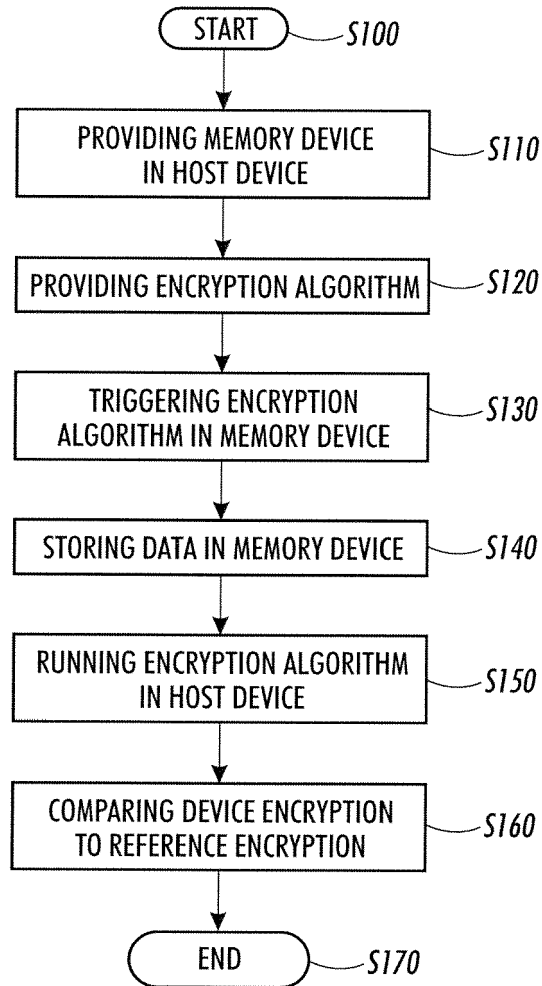 START S100
PROVIDING MEMORY DEVICE
IN HOST DEVICE S110
PROVIDING ENCRYPTION ALGORITHM S120
TRIGGERING ENCRYPTION
ALGORITHM IN MEMORY DEVICE S130
STORING DATA IN MEMORY DEVICE S140
RUNNING ENCRYPTION ALGORITHM
IN HOST DEVICE S150
COMPARING DEVICE ENCRYPTION
TO REFERENCE ENCRYPTION S160
END S170